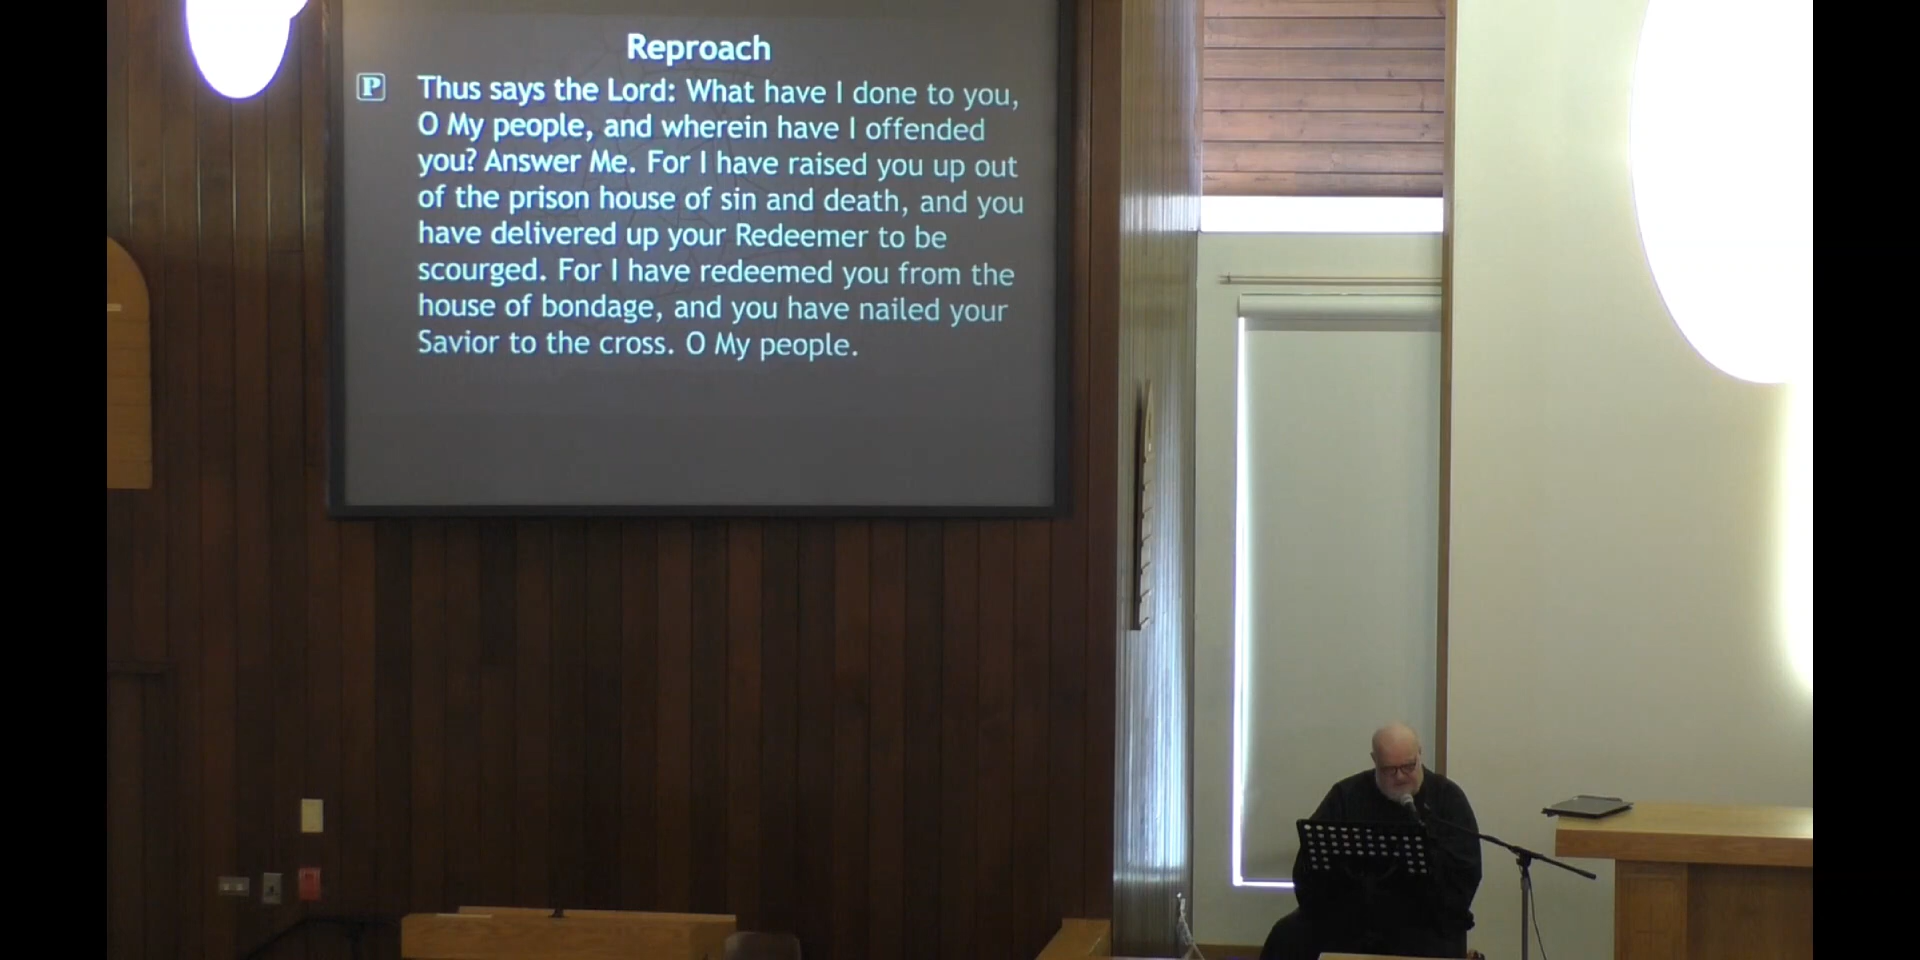 Reproach
P Thus says the Lord: What have I done to you,
O My people, and wherein have I offended
you? Answer Me. For I have raised you up out
of the prison house of sin and death, and you
have delivered up your Redeemer to be
scourged. For I have redeemed you from the
house of bondage, and you have nailed your
Savior to the cross. O My people.